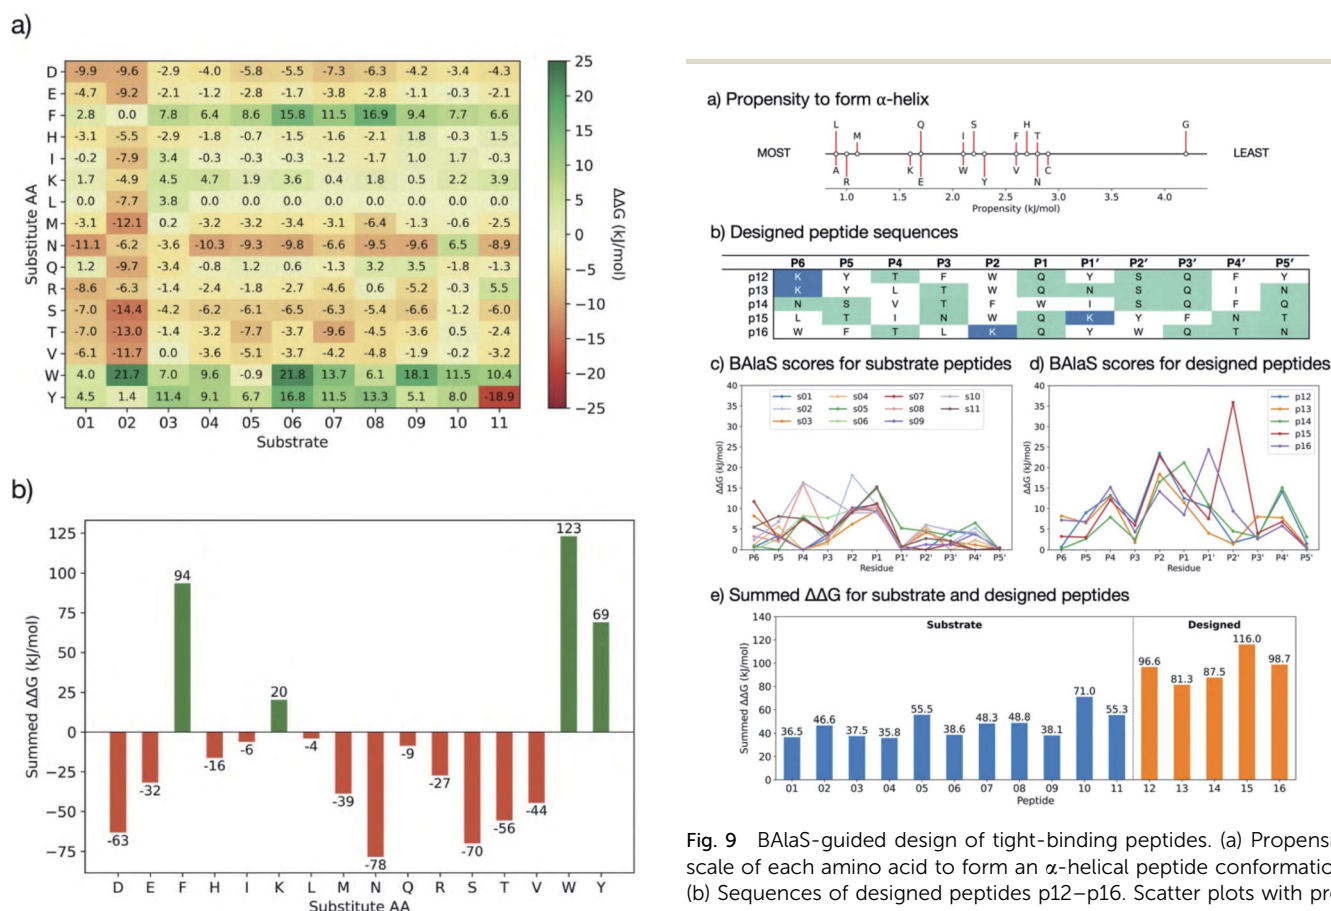 a)
D -9.9 -9.6 -2.9 -4.0 -5.8 -5.5 -7.3 -6.3 -4.2 -3.4 -4.3
E -4.7 -9.2 -2.1 -1.2 -2.8 -1.7 -3.8 -2.8 -1.1 -0.3 -2.1
F 2.8 0.0 7.8 6.4 8.6 15.8 11.5 16.9 9.4 7.7 6.6
H -3.1 -5.5 -2.9 -1.8 -0.7 -1.5 -1.6 -2.1 1.8 -0.3 1.5
I -0.2 -7.9 3.4 -0.3 -0.3 -0.3 -1.2 -1.7 1.0 1.7 -0.3
K 1.7 -4.9 4.5 4.7 1.9 3.6 0.4 1.8 0.5 2.2 3.9
L 0.0 -7.7 3.8 0.0 0.0 0.0 0.0 0.0 0.0 0.0 0.0
M -3.1 -12.1 0.2 -3.2 -3.2 -3.4 -3.1 -6.4 -1.3 -0.6 -2.5
N -11.1 -6.2 -3.6 -10.3 -9.3 -9.8 -6.6 -9.5 -9.6 6.5 -8.9
Q 1.2 -9.7 -3.4 -0.8 1.2 0.6 -1.3 3.2 3.5 -1.8 -1.3
R -8.6 -6.3 -1.4 -2.4 -1.8 -2.7 -4.6 0.6 -5.2 -0.3 5.5
S -7.0 -14.4 -4.2 -6.2 -6.1 -6.5 -6.3 -5.4 -6.6 -1.2 -6.0
T -7.0 -13.0 -1.4 -3.2 -7.7 -3.7 -9.6 -4.5 -3.6 0.5 -2.4
V -6.1 -11.7 0.0 -3.6 -5.1 -3.7 -4.2 -4.8 -1.9 -0.2 -3.2
W 4.0 21.7 7.0 9.6 -0.9 21.8 13.7 6.1 18.1 11.5 10.4
Y 4.5 1.4 11.4 9.1 6.7 16.8 11.5 13.3 5.1 8.0 -18.9
01 02 03 04 05 06 07 08 09 10 11
Substrate
Substitute AA
25
20
15
10
5
0
−5
−10
−15
−20
−25
ΔΔG (kJ/mol)
b)
Summed ΔΔG (kJ/mol)
125
100
75
50
25
0
−25
−50
−75
-63 -32 94 -16 -6 20 -4 -39 -78 -9 -27 -70 -56 -44 123 69
D E F H I K L M N Q R S T V W Y
Substitute AA
a) Propensity to form α-helix
L M Q I S F H T G
MOST LEAST
A R K E W Y V N C
1.0 1.5 2.0 2.5 3.0 3.5 4.0
Propensity (kJ/mol)
b) Designed peptide sequences
P6 P5 P4 P3 P2 P1 P1' P2' P3' P4' P5'
p12 K Y T F W Q Y S Q F Y
p13 K Y L T W Q N S Q I N
p14 N S V T F W I S Q F Q
p15 L T I N W Q K Y F N T
p16 W F T L K Q Y W Q T N
c) BAlaS scores for substrate peptides
40
35
30
25
20
15
10
5
0
ΔΔG (kJ/mol)
s01 s04 s07 s10
s02 s05 s08 s11
s03 s06 s09
P6 P5 P4 P3 P2 P1 P1' P2' P3' P4' P5'
Residue
d) BAlaS scores for designed peptides
40
35
30
25
20
15
10
5
0
ΔΔG (kJ/mol)
p12
p13
p14
p15
p16
P6 P5 P4 P3 P2 P1 P1' P2' P3' P4' P5'
Residue
e) Summed ΔΔG for substrate and designed peptides
Summed ΔΔG (kJ/mol)
140
120
100
80
60
40
20
0
Substrate Designed
36.5 46.6 37.5 35.8 55.5 38.6 48.3 48.8 38.1 71.0 55.3 96.6 81.3 87.5 116.0 98.7
01 02 03 04 05 06 07 08 09 10 11 12 13 14 15 16
Peptide
Fig. 9 BAlaS-guided design of tight-binding peptides. (a) Propensi
scale of each amino acid to form an α-helical peptide conformatio
(b) Sequences of designed peptides p12–p16. Scatter plots with pr